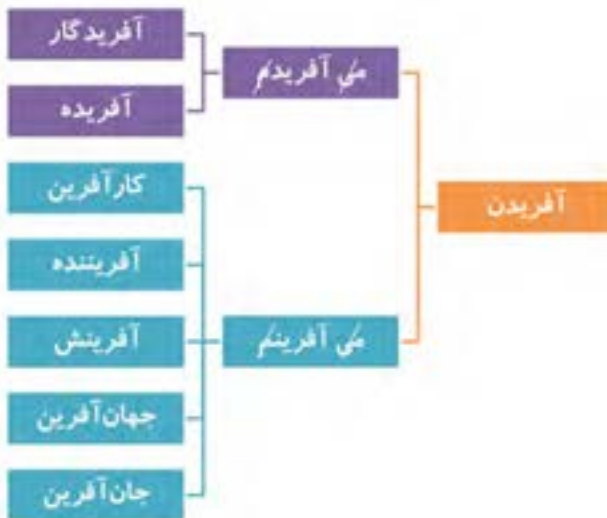 آفریدن
می آفریدم
آفریدگار
آفریده
می آفرینم
کارآفرین
آفریننده
آفرینش
جهان‌آفرین
جان‌آفرین